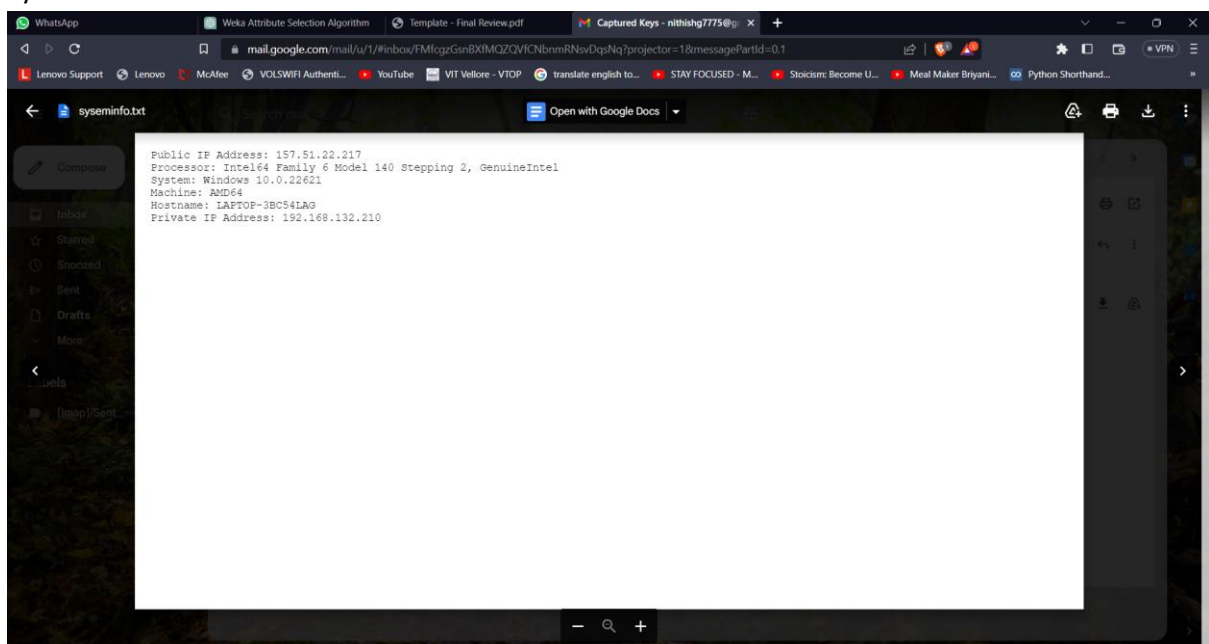 WhatsApp
Weka Attribute Selection Algorithm
Template - Final Review.pdf
Captured Keys - nithishg7775@g
mail.google.com/mail/u/1/#inbox/FMfcgzGsnBXfMQZQVfCNbnmRNsvDqsNq?projector=1&messagePartId=0.1
VPN
Lenovo Support
Lenovo
McAfee
VOLSWIFI Authenti...
YouTube
VIT Vellore - VTOP
translate english to...
STAY FOCUSED - M...
Stoicism: Become U...
Meal Maker Briyani...
Python Shorthand...
syseminfo.txt
Open with Google Docs
Compose
Inbox
Starred
Snoozed
Sent
Drafts
More
[Imap]/Sent
Public IP Address: 157.51.22.217
Processor: Intel64 Family 6 Model 140 Stepping 2, GenuineIntel
System: Windows 10.0.22621
Machine: AMD64
Hostname: LAPTOP-3BC54LAG
Private IP Address: 192.168.132.210